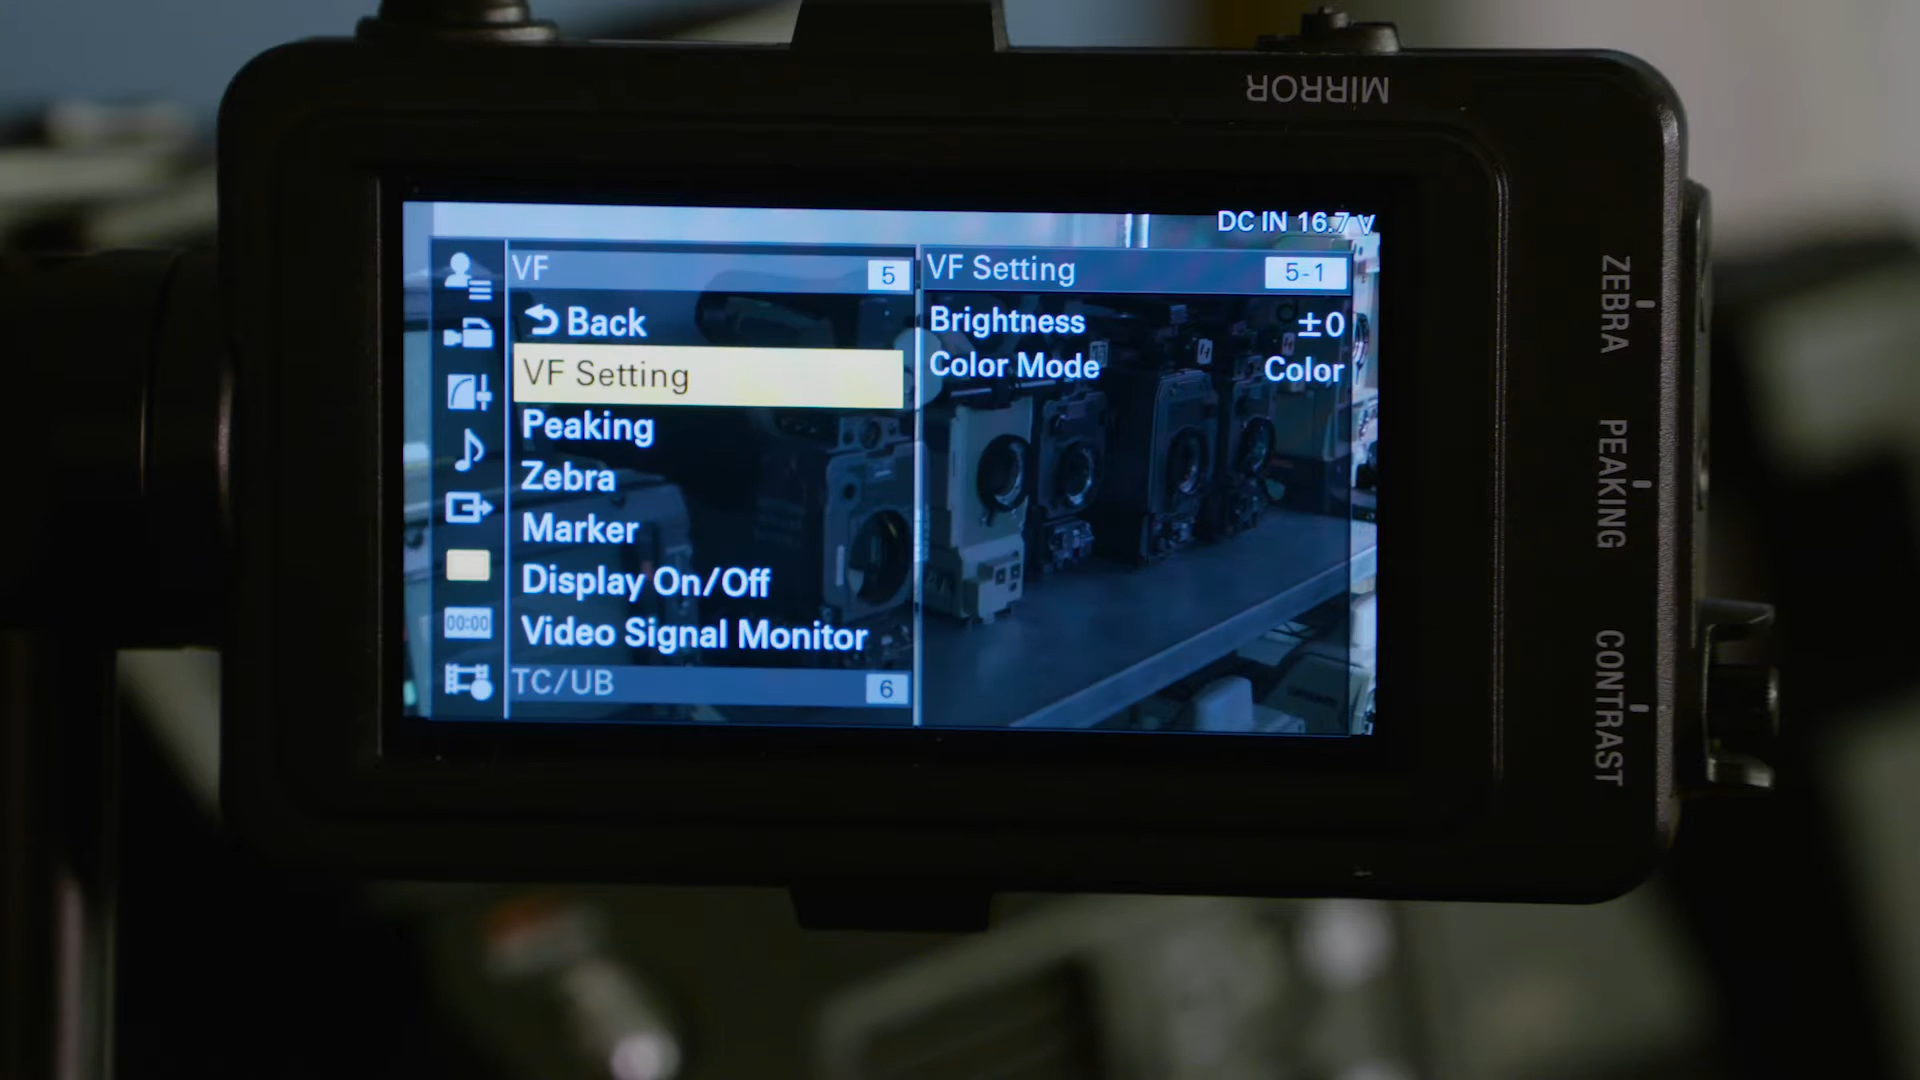 MIRROR
DC IN 16.7 V
VF 5
Back
VF Setting
Peaking
Zebra
Marker
Display On/Off
Video Signal Monitor
TC/UB 6
00:00
VF Setting 5-1
Brightness ±0
Color Mode Color
ZEBRA
PEAKING
CONTRAST